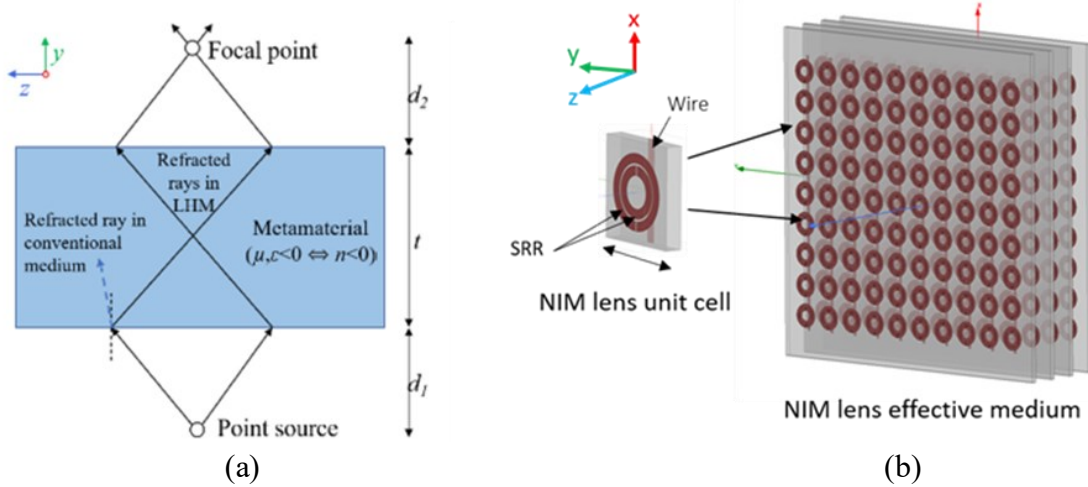 y
z
Focal point
d2
Refracted
rays in
LHM
Refracted ray in
conventional
medium
Metamaterial
(μ,ε<0 ⇔ n<0)
t
d1
Point source
(a)
x
y
z
Wire
SRR
NIM lens unit cell
NIM lens effective medium
(b)